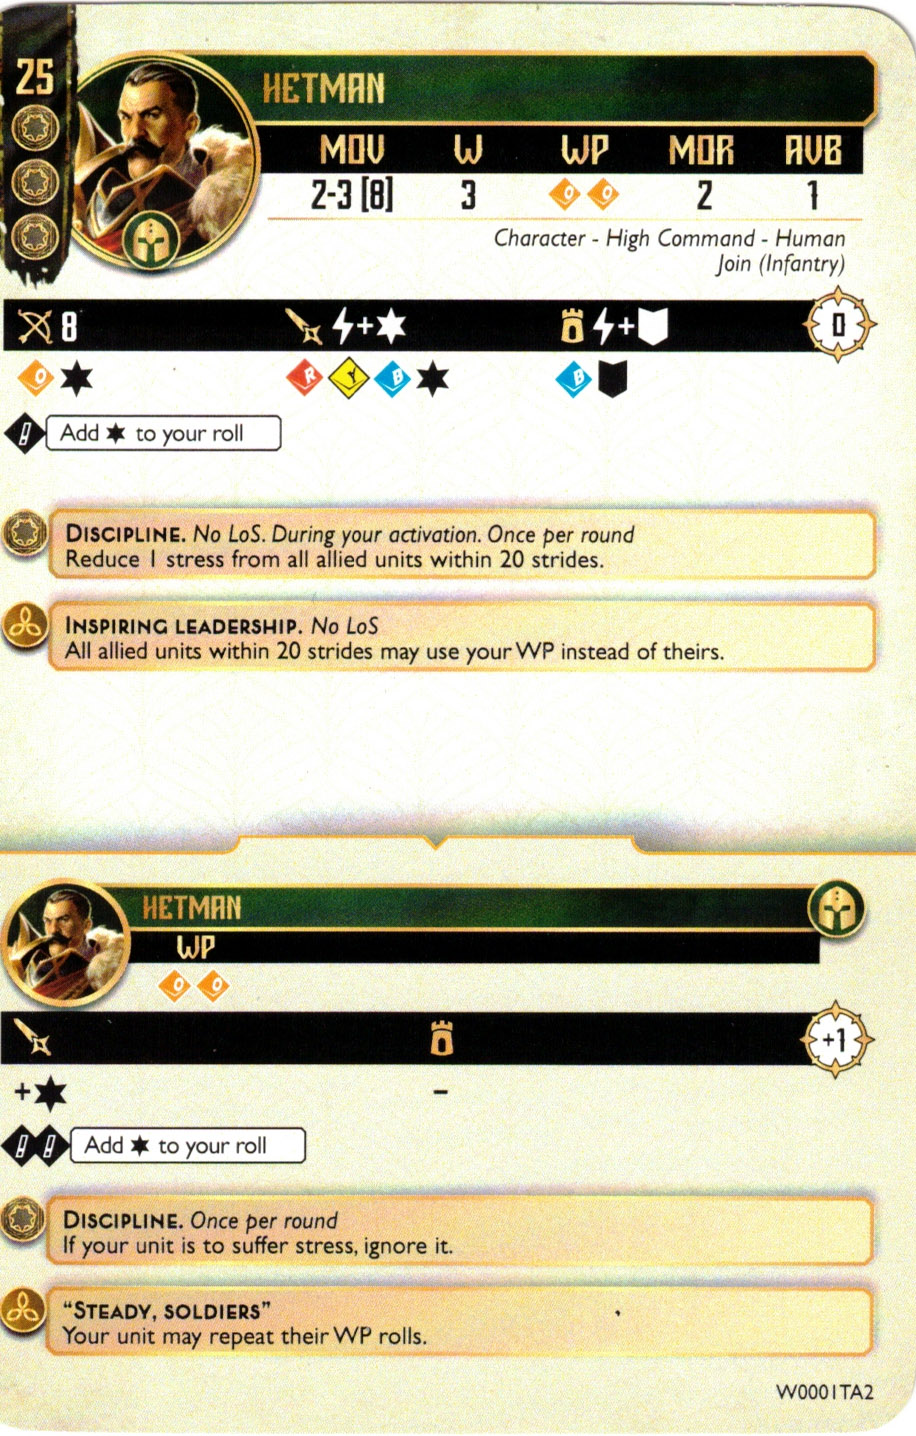 25
HETMAN
MOV W WP MOR AVB
2-3 [8] 3 O O 2 1
Character - High Command - Human
Join (Infantry)
8 + + 0
O R Y B B
! Add to your roll
DISCIPLINE. No LoS. During your activation. Once per round
Reduce 1 stress from all allied units within 20 strides.
INSPIRING LEADERSHIP. No LoS
All allied units within 20 strides may use your WP instead of theirs.
HETMAN
WP
O O
+1
+ –
! ! Add to your roll
DISCIPLINE. Once per round
If your unit is to suffer stress, ignore it.
“STEADY, SOLDIERS”
Your unit may repeat their WP rolls.
W0001TA2